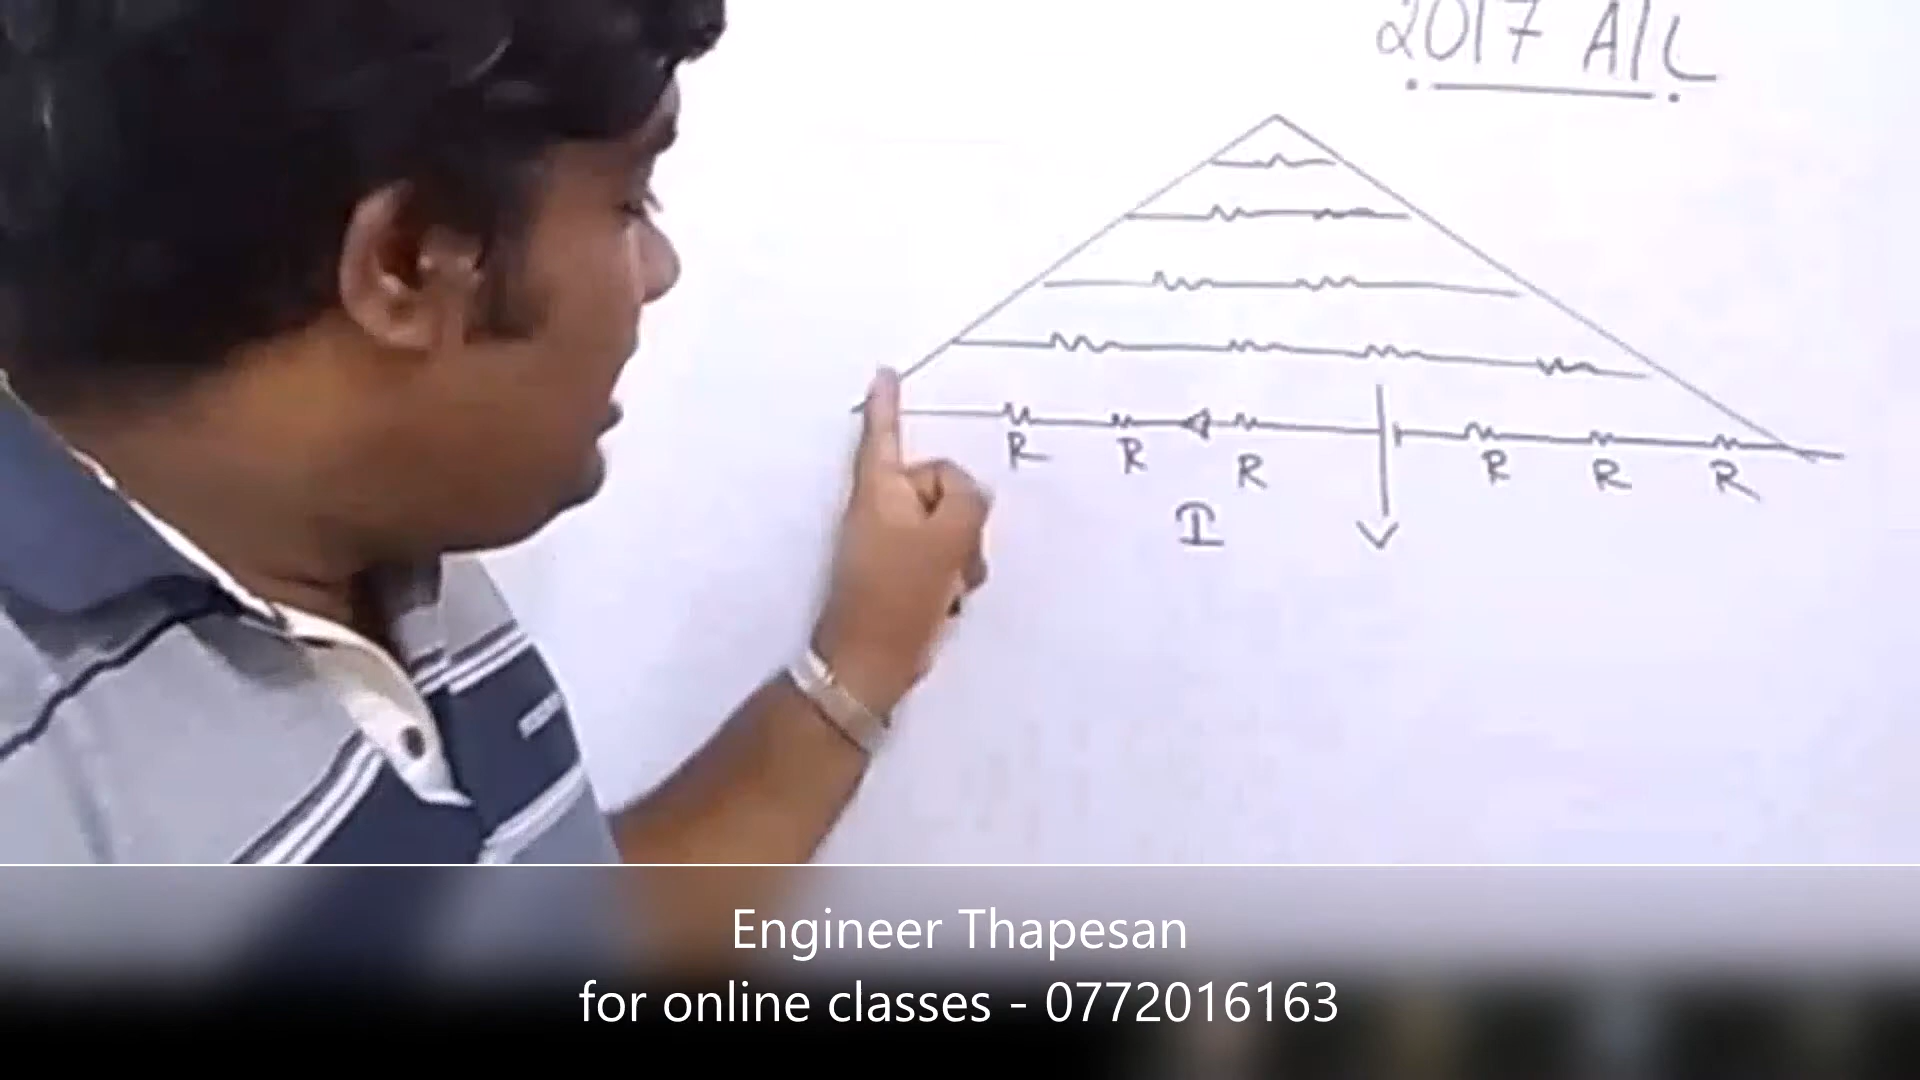 2017 A/L
R R R R R R
I
Engineer Thapesan
for online classes - 0772016163